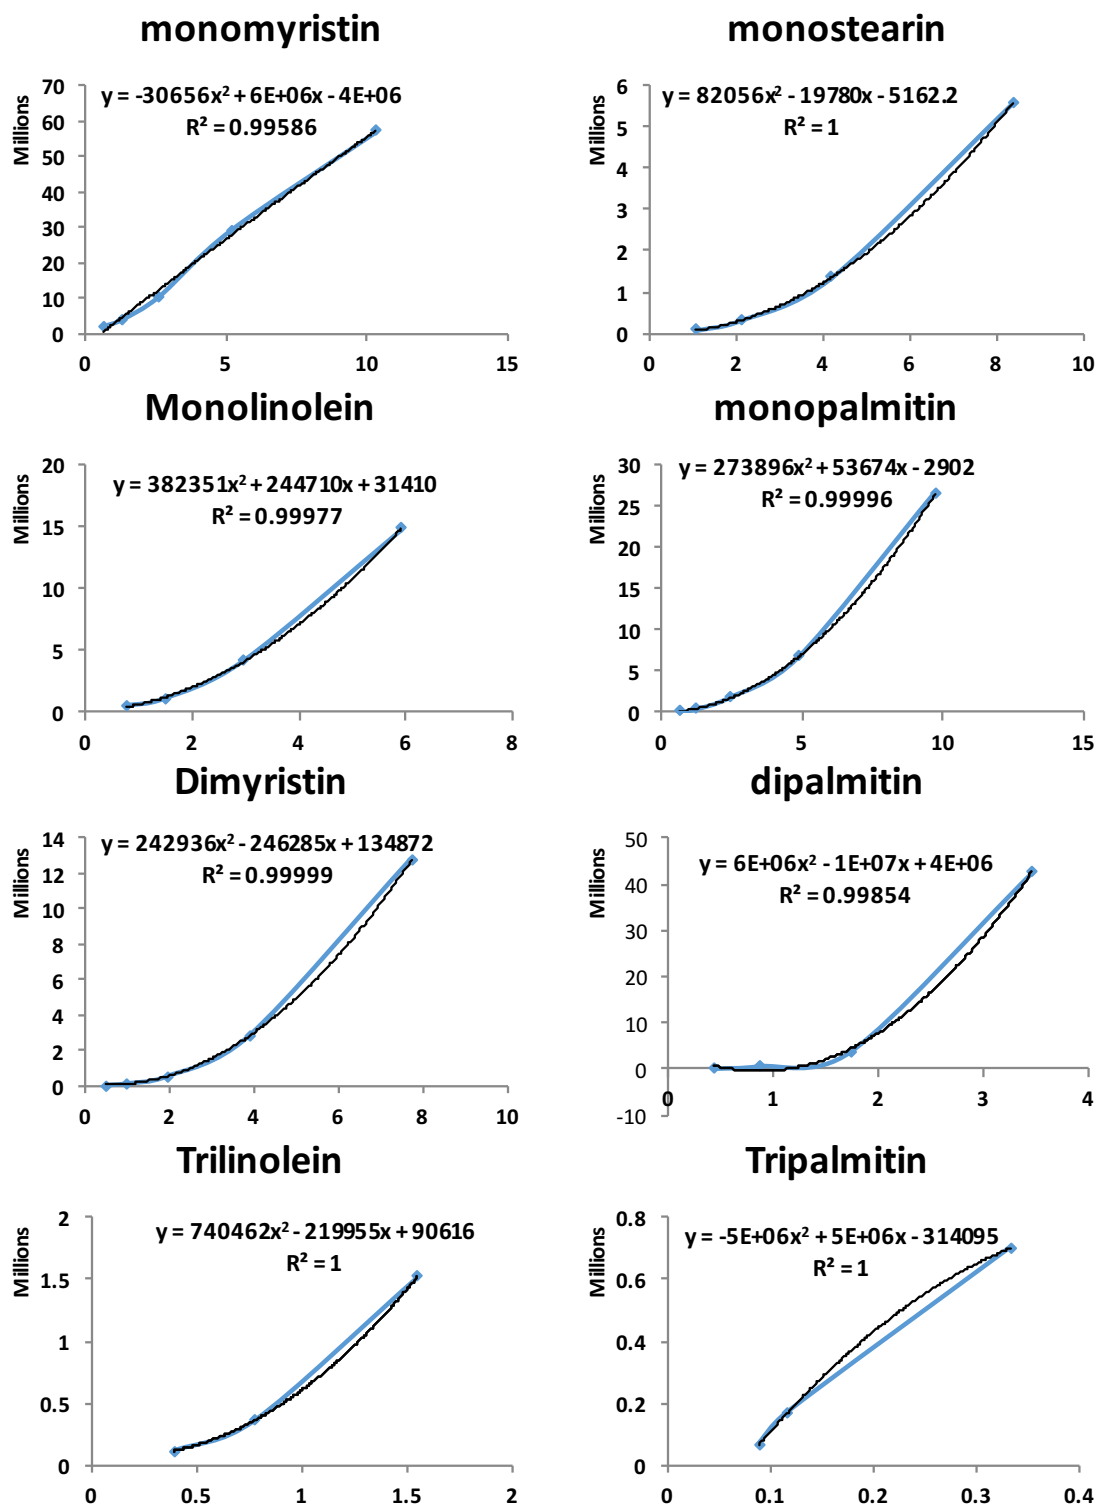 monomyristin
y = -30656x² + 6E+06x - 4E+06
R² = 0.99586
Millions
70
60
50
40
30
20
10
0
0 5 10 15
monostearin
y = 82056x² - 19780x - 5162.2
R² = 1
Millions
6
5
4
3
2
1
0
0 2 4 6 8 10
Monolinolein
y = 382351x² + 244710x + 31410
R² = 0.99977
Millions
20
15
10
5
0
0 2 4 6 8
monopalmitin
y = 273896x² + 53674x - 2902
R² = 0.99996
Millions
30
25
20
15
10
5
0
0 5 10 15
Dimyristin
y = 242936x² - 246285x + 134872
R² = 0.99999
Millions
14
12
10
8
6
4
2
0
0 2 4 6 8 10
dipalmitin
y = 6E+06x² - 1E+07x + 4E+06
R² = 0.99854
Millions
50
40
30
20
10
0
-10
0 1 2 3 4
Trilinolein
y = 740462x² - 219955x + 90616
R² = 1
Millions
2
1.5
1
0.5
0
0 0.5 1 1.5 2
Tripalmitin
y = -5E+06x² + 5E+06x - 314095
R² = 1
Millions
0.8
0.6
0.4
0.2
0
0 0.1 0.2 0.3 0.4